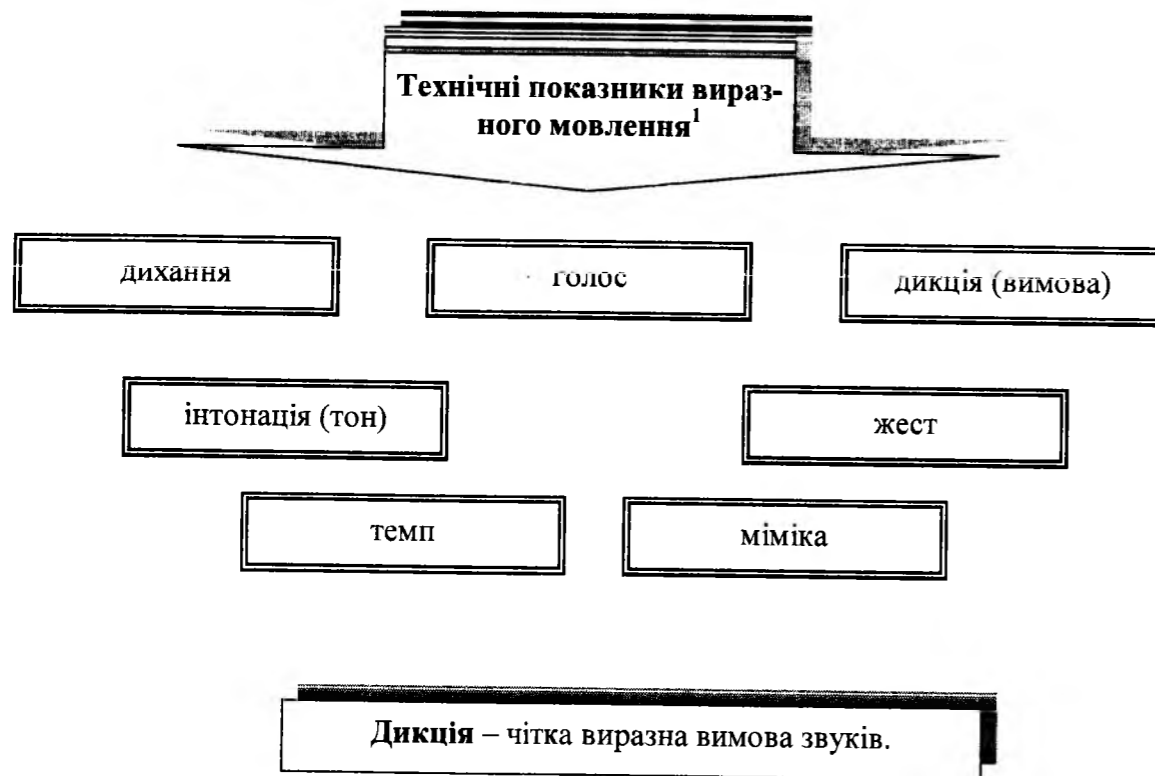 Технічні показники вираз-
ного мовлення¹
дихання
голос
дикція (вимова)
інтонація (тон)
жест
темп
міміка
Дикція – чітка виразна вимова звуків.